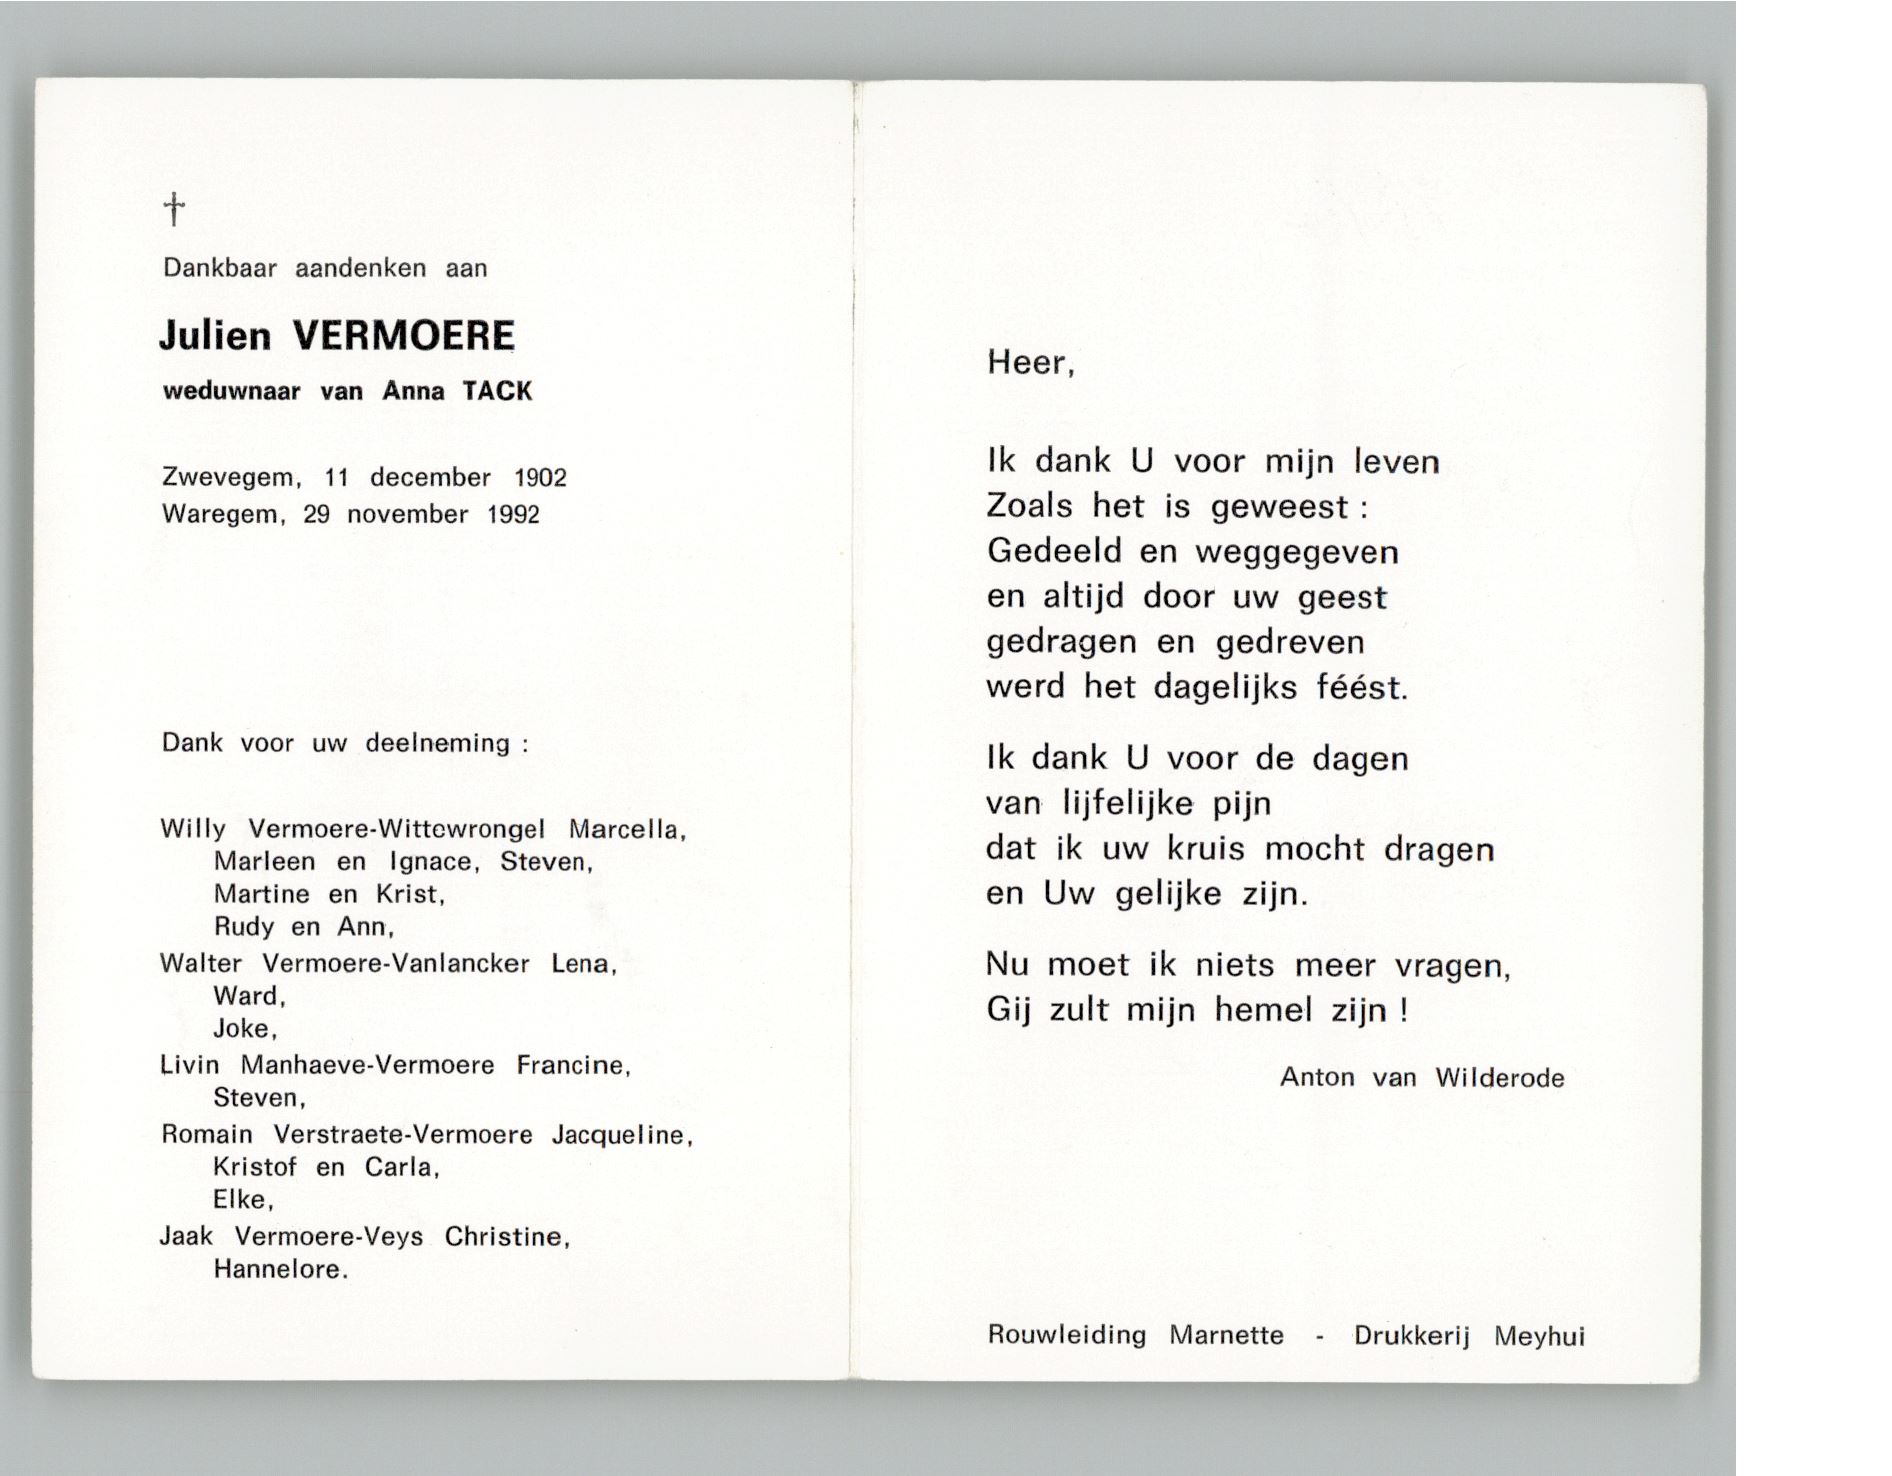 †
Dankbaar aandenken aan
Julien VERMOERE
weduwnaar van Anna TACK
Zwevegem, 11 december 1902
Waregem, 29 november 1992
Dank voor uw deelneming :
Willy Vermoere-Wittewrongel Marcella,
Marleen en Ignace, Steven,
Martine en Krist,
Rudy en Ann,
Walter Vermoere-Vanlancker Lena,
Ward,
Joke,
Livin Manhaeve-Vermoere Francine,
Steven,
Romain Verstraete-Vermoere Jacqueline,
Kristof en Carla,
Elke,
Jaak Vermoere-Veys Christine,
Hannelore.
Heer,
Ik dank U voor mijn leven
Zoals het is geweest :
Gedeeld en weggegeven
en altijd door uw geest
gedragen en gedreven
werd het dagelijks féést.
Ik dank U voor de dagen
van lijfelijke pijn
dat ik uw kruis mocht dragen
en Uw gelijke zijn.
Nu moet ik niets meer vragen,
Gij zult mijn hemel zijn !
Anton van Wilderode
Rouwleiding Marnette - Drukkerij Meyhui